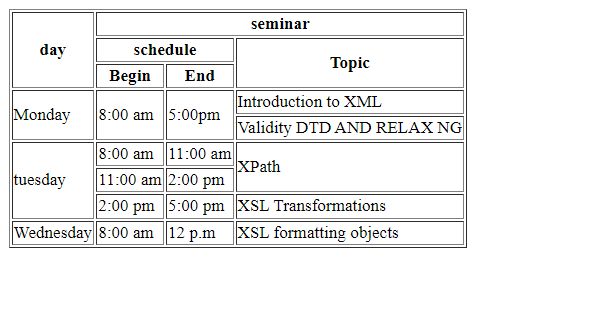 seminar
day
schedule
Topic
Begin End
Monday 8:00 am 5:00pm Introduction to XML
Validity DTD AND RELAX NG
tuesday 8:00 am 11:00 am XPath
11:00 am 2:00 pm
2:00 pm 5:00 pm XSL Transformations
Wednesday 8:00 am 12 p.m XSL formatting objects